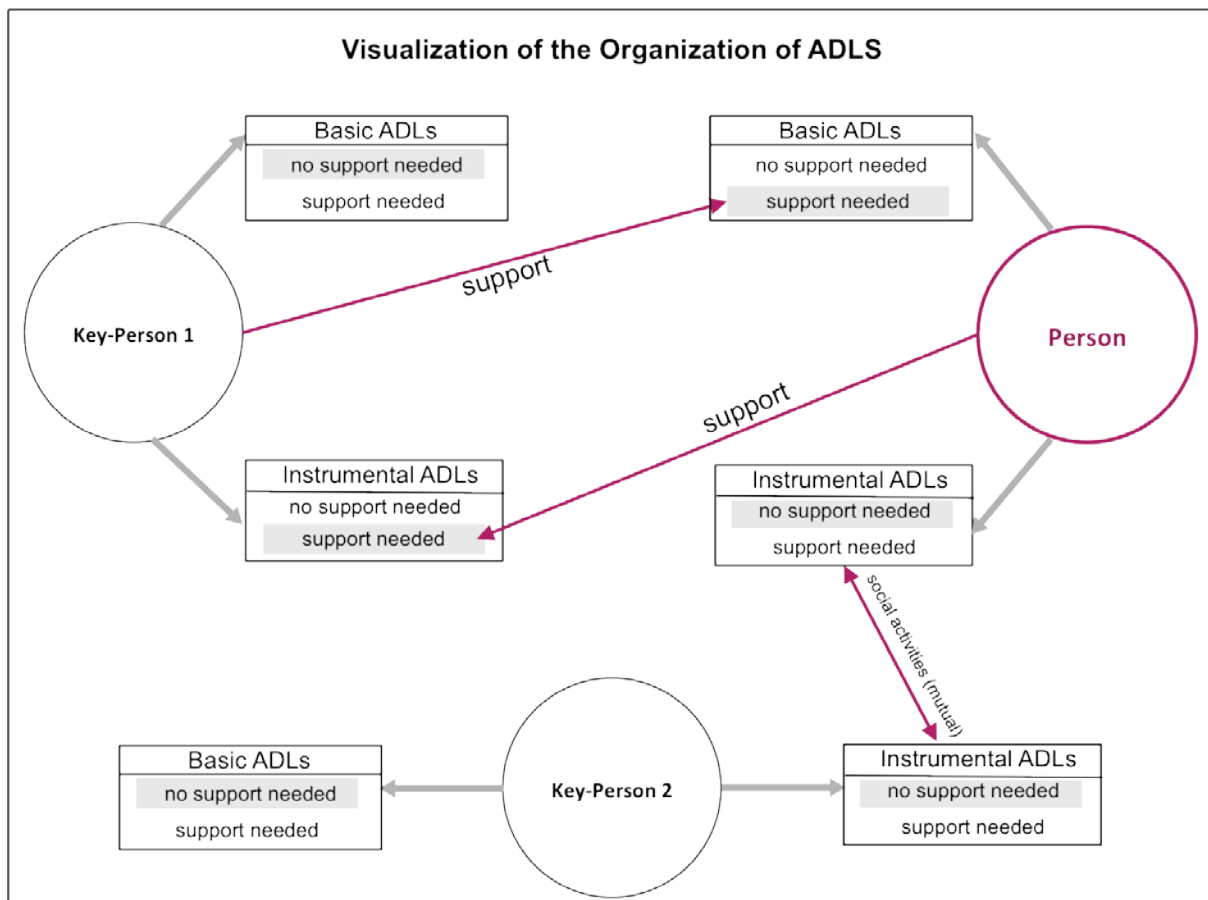 Visualization of the Organization of ADLS
Basic ADLs
no support needed
support needed
Basic ADLs
no support needed
support needed
support
Key-Person 1
Person
support
Instrumental ADLs
no support needed
support needed
Instrumental ADLs
no support needed
support needed
social activities (mutual)
Basic ADLs
no support needed
support needed
Key-Person 2
Instrumental ADLs
no support needed
support needed